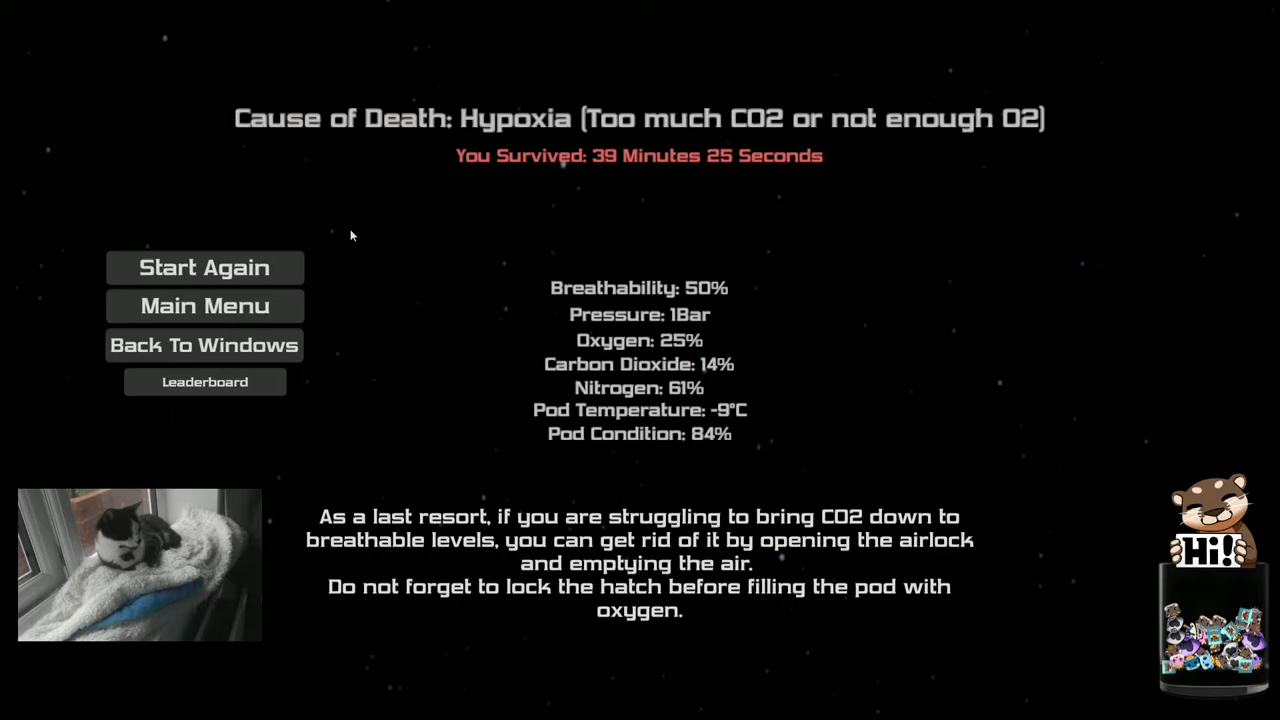 Cause of Death: Hypoxia (Too much CO2 or not enough O2)
You Survived: 39 Minutes 25 Seconds
Start Again
Main Menu
Back To Windows
Leaderboard
Breathability: 50%
Pressure: 1Bar
Oxygen: 25%
Carbon Dioxide: 14%
Nitrogen: 61%
Pod Temperature: -9°C
Pod Condition: 84%
As a last resort, if you are struggling to bring CO2 down to
breathable levels, you can get rid of it by opening the airlock
and emptying the air.
Do not forget to lock the hatch before filling the pod with
oxygen.
Hi!